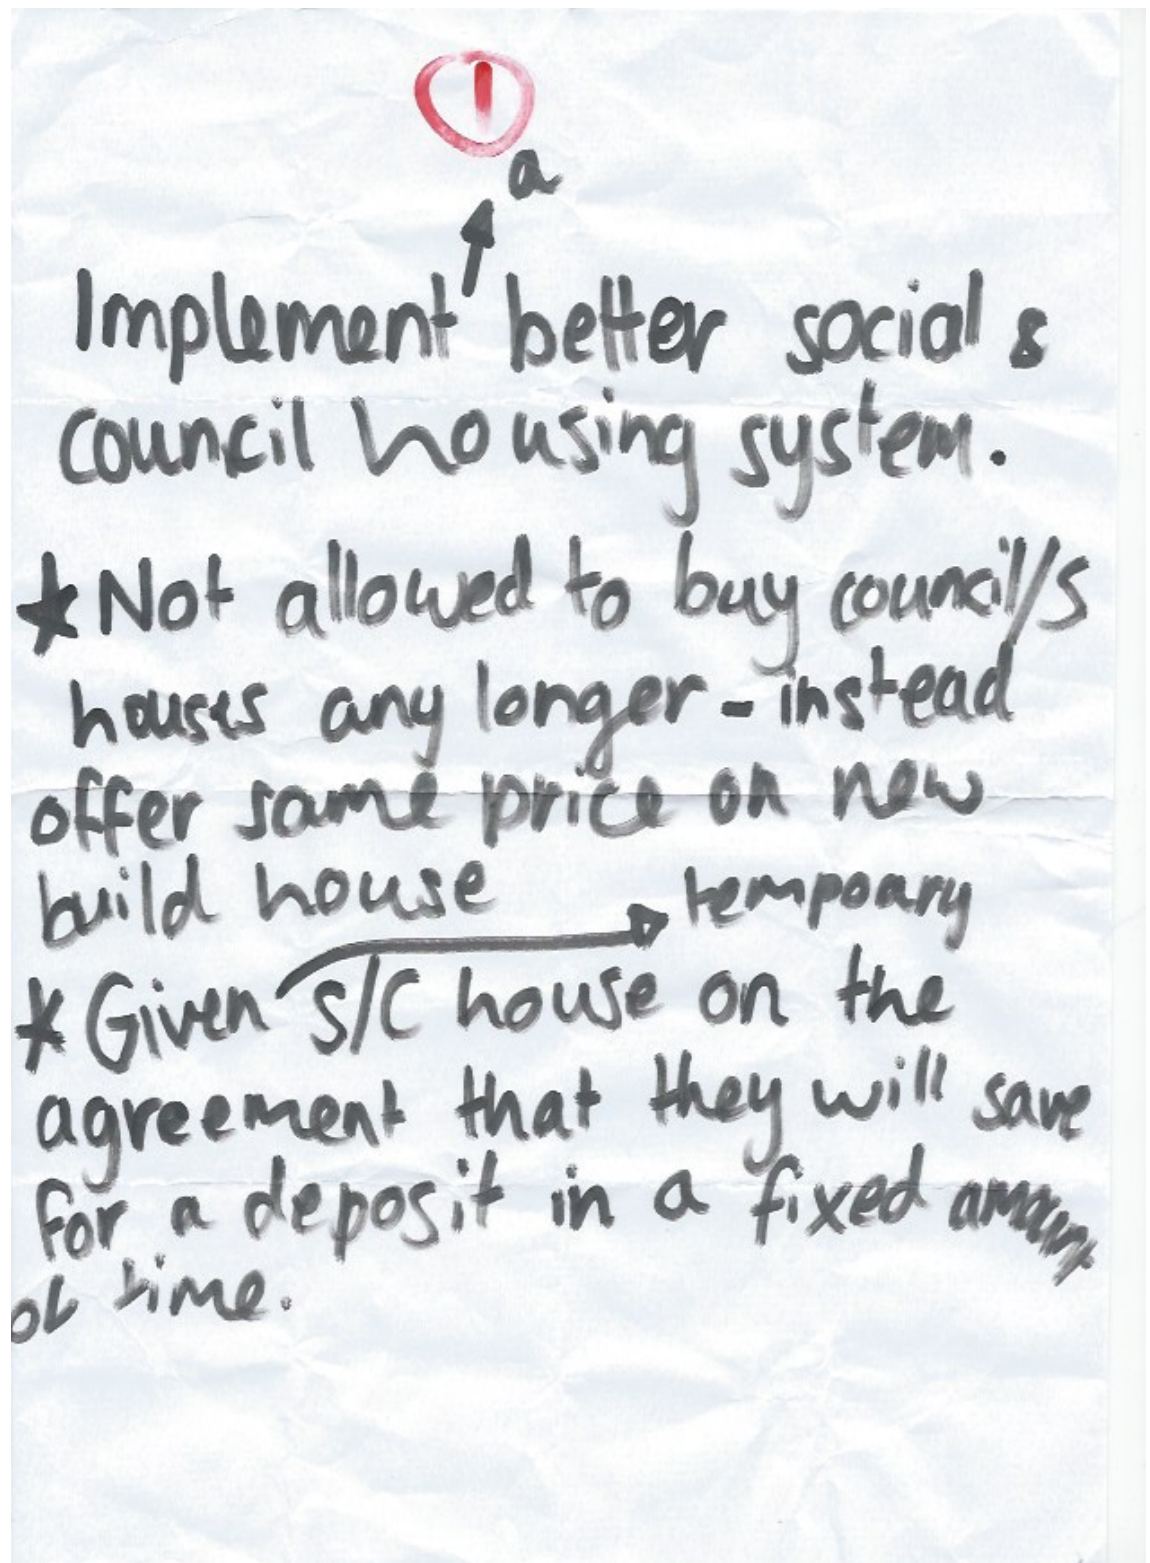 1
a
Implement better social &
council housing system.
* Not allowed to buy council/s
houses any longer - instead
offer same price on new
build house
tempoary
* Given s/c house on the
agreement that they will save
for a deposit in a fixed amount
of time.